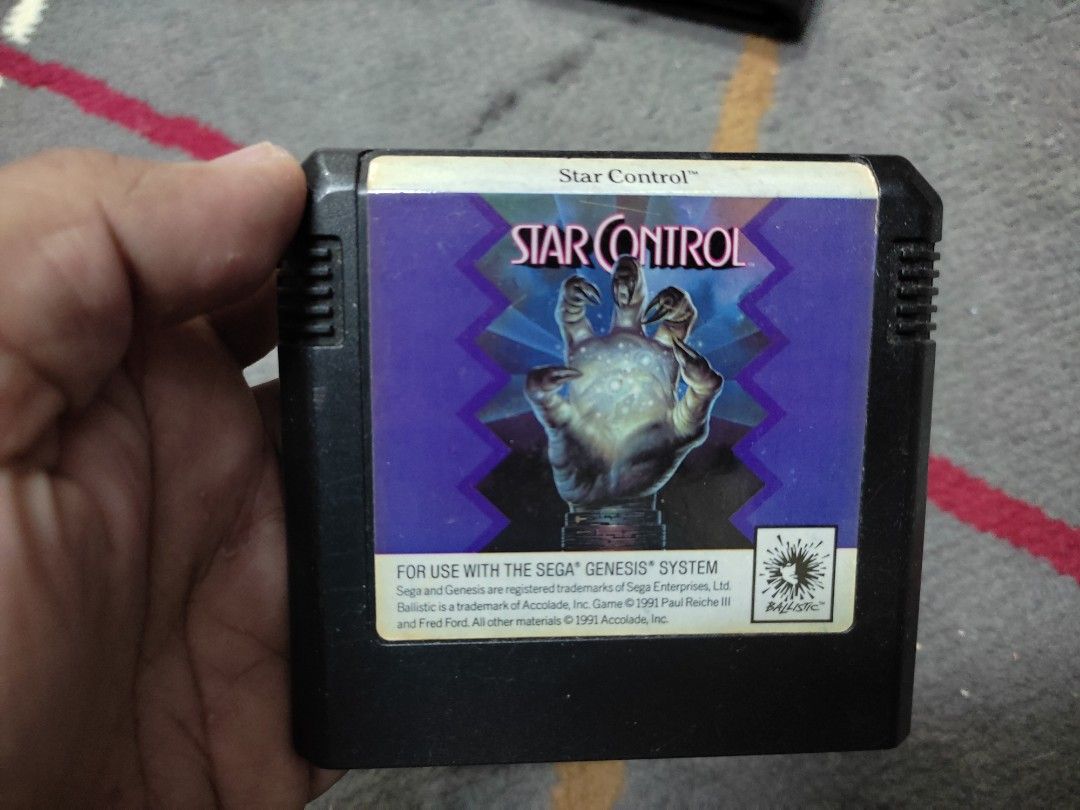 Star Control™
STAR CONTROL™
FOR USE WITH THE SEGA® GENESIS® SYSTEM
Sega and Genesis are registered trademarks of Sega Enterprises, Ltd.
Ballistic is a trademark of Accolade, Inc. Game © 1991 Paul Reiche III
and Fred Ford. All other materials © 1991 Accolade, Inc.
BALLISTIC™